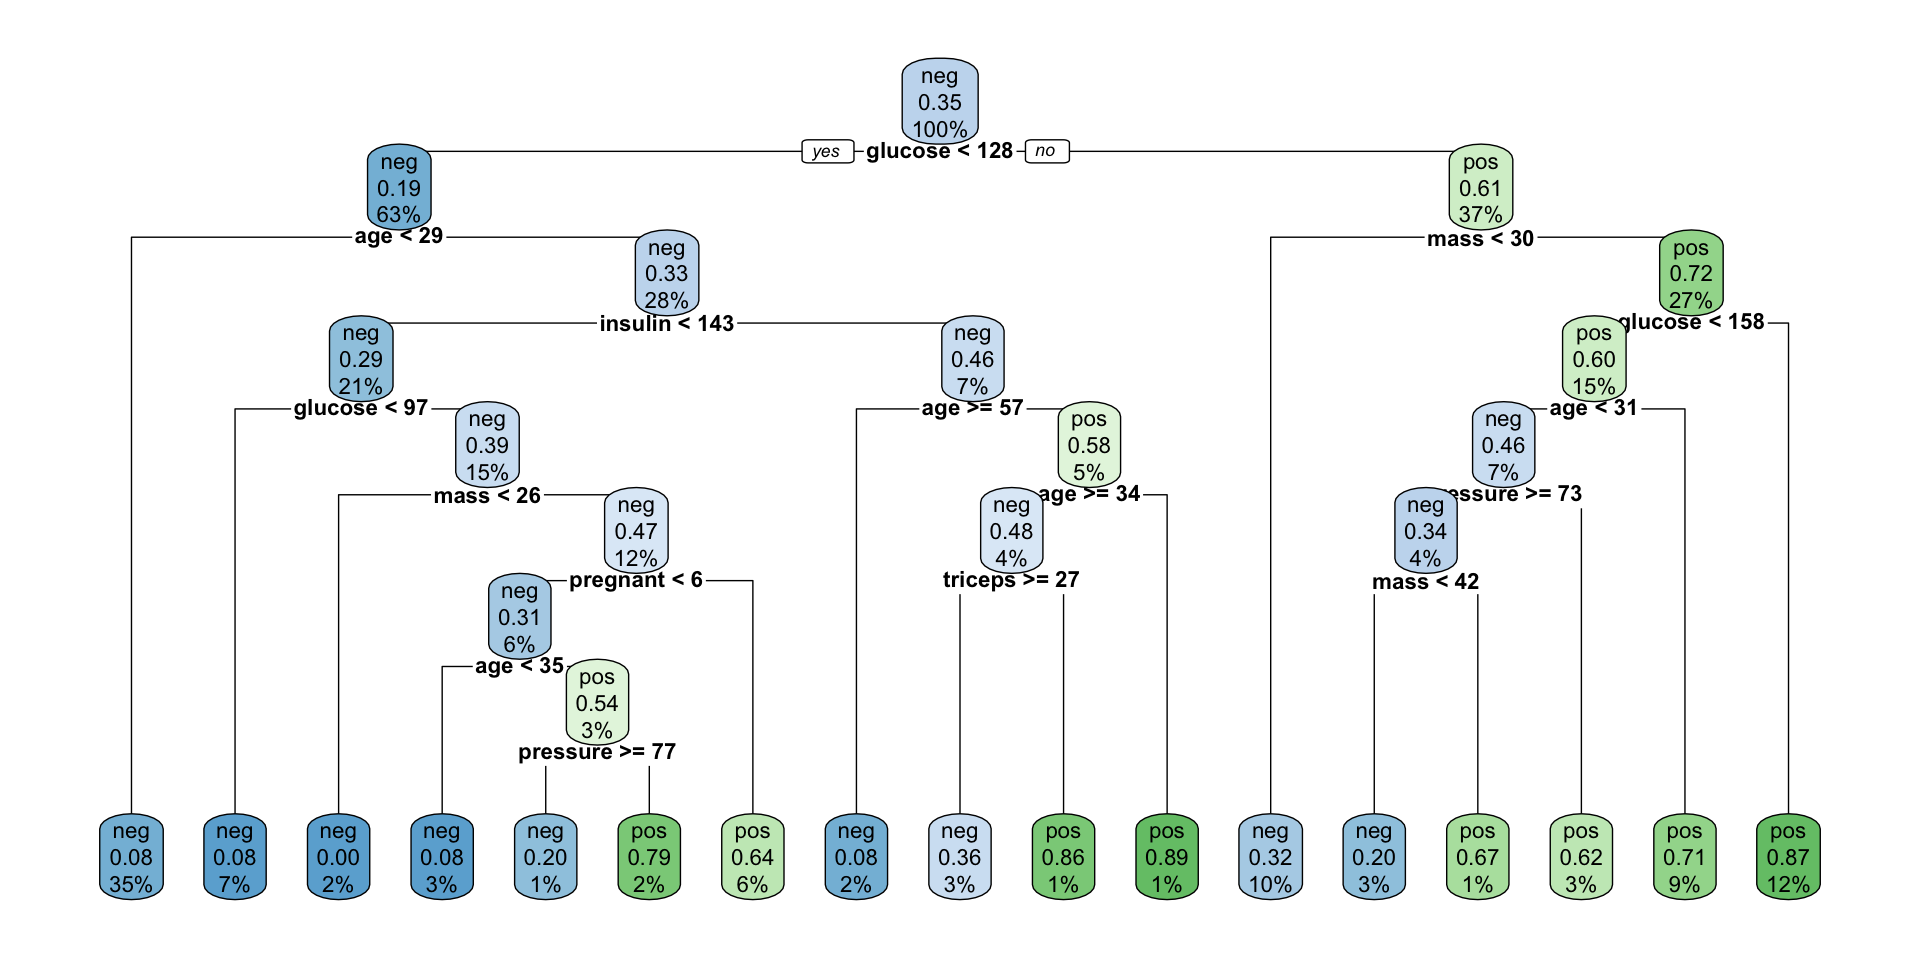 neg
0.35
100%
yes
glucose < 128
no
neg
0.19
63%
pos
0.61
37%
age < 29
mass < 30
neg
0.33
28%
pos
0.72
27%
insulin < 143
glucose < 158
neg
0.29
21%
neg
0.46
7%
pos
0.60
15%
glucose < 97
age >= 57
age < 31
neg
0.39
15%
pos
0.58
5%
neg
0.46
7%
mass < 26
age >= 34
>= 73
neg
0.47
12%
neg
0.48
4%
neg
0.34
4%
pregnant < 6
triceps >= 27
mass < 42
neg
0.31
6%
age < 35
pos
0.54
3%
pressure >= 77
neg
0.08
35%
neg
0.08
7%
neg
0.00
2%
neg
0.08
3%
neg
0.20
1%
pos
0.79
2%
pos
0.64
6%
neg
0.08
2%
neg
0.36
3%
pos
0.86
1%
pos
0.89
1%
neg
0.32
10%
neg
0.20
3%
pos
0.67
1%
pos
0.62
3%
pos
0.71
9%
pos
0.87
12%